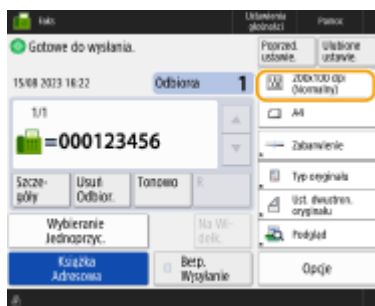 Faks
Ustawienia głośności
Pomoc
Gotowe do wysłania.
Poprzed. ustawie.
Ulubione ustawie.
15/08 2023 16:22
Odbiorca
1
200x100 dpi (Normalny)
1/1
A4
=000123456
Zabarwienie
Typ oryginału
Szcze-
góły
Usuń
Odbior.
Tonowo
R
Ust. dwustron. oryginału
Wybieranie
Jednoprzyc.
Na Wi-
dełk.
Podgląd
Książka
Adresowa
Bezp.
Wysyłanie
Opcje